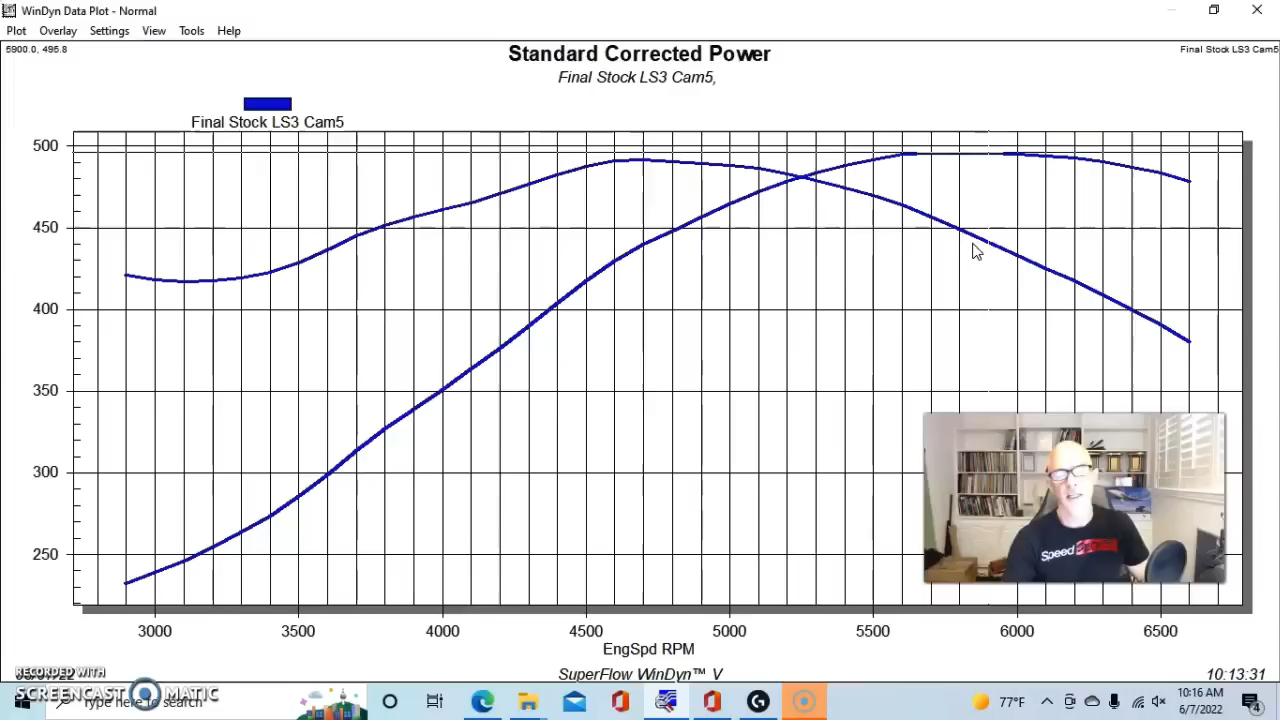 WinDyn Data Plot - Normal
Plot Overlay Settings View Tools Help
5900.0, 495.8
Final Stock LS3 Cam5
Standard Corrected Power
Final Stock LS3 Cam5,
Final Stock LS3 Cam5
500
450
400
350
300
250
3000 3500 4000 4500 5000 5500 6000 6500
EngSpd RPM
SuperFlow WinDyn™ V
10:13:31
RECORDED WITH
SCREENCAST MATIC
Type here to search
77°F
10:16 AM
6/7/2022
4
Speed